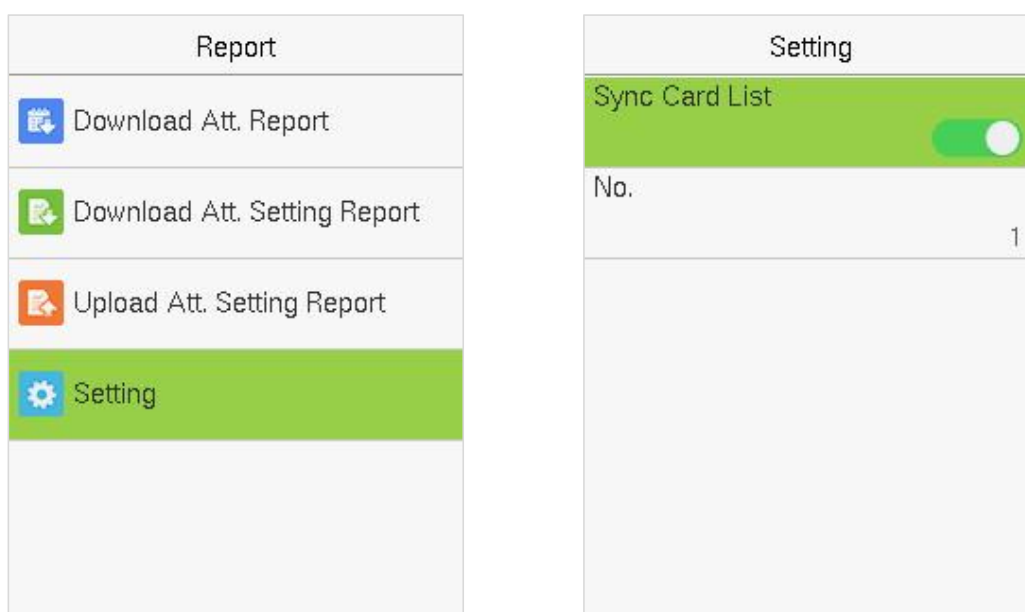 Report
Download Att. Report
Download Att. Setting Report
Upload Att. Setting Report
Setting
Setting
Sync Card List
No.
1